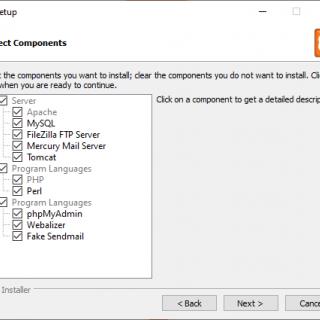 etup
ect Components
t the components you want to install; clear the components you do not want to install. Cli
when you are ready to continue.
Server
Apache
MySQL
FileZilla FTP Server
Mercury Mail Server
Tomcat
Program Languages
PHP
Perl
Program Languages
phpMyAdmin
Webalizer
Fake Sendmail
Click on a component to get a detailed descrip
Installer
< Back
Next >
Cance